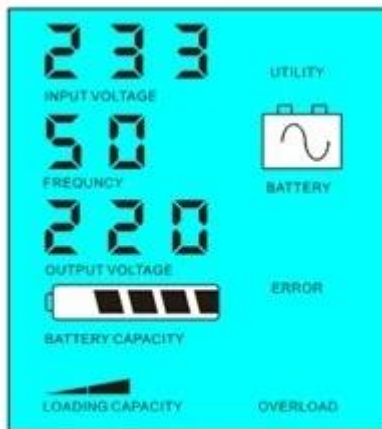 233
UTILITY
INPUT VOLTAGE
50
FREQUNCY
BATTERY
220
OUTPUT VOLTAGE
ERROR
BATTERY CAPACITY
LOADING CAPACITY
OVERLOAD